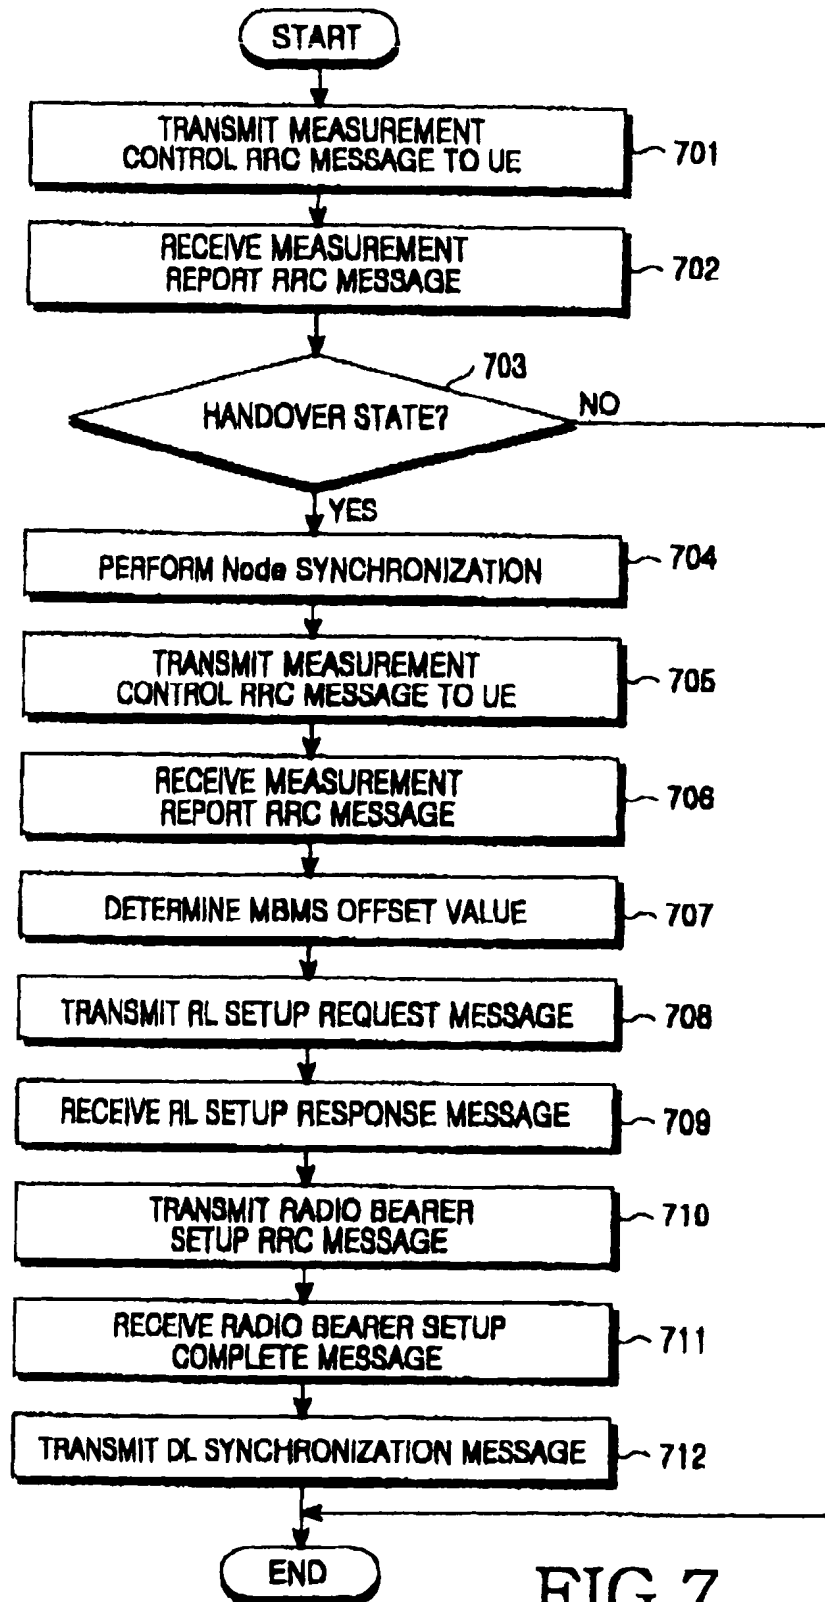 START
TRANSMIT MEASUREMENT
CONTROL RRC MESSAGE TO UE
701
RECEIVE MEASUREMENT
REPORT RRC MESSAGE
702
703
HANDOVER STATE?
NO
YES
PERFORM Node SYNCHRONIZATION
704
TRANSMIT MEASUREMENT
CONTROL RRC MESSAGE TO UE
705
RECEIVE MEASUREMENT
REPORT RRC MESSAGE
706
DETERMINE MBMS OFFSET VALUE
707
TRANSMIT RL SETUP REQUEST MESSAGE
708
RECEIVE RL SETUP RESPONSE MESSAGE
709
TRANSMIT RADIO BEARER
SETUP RRC MESSAGE
710
RECEIVE RADIO BEARER SETUP
COMPLETE MESSAGE
711
TRANSMIT DL SYNCHRONIZATION MESSAGE
712
END
FIG.7